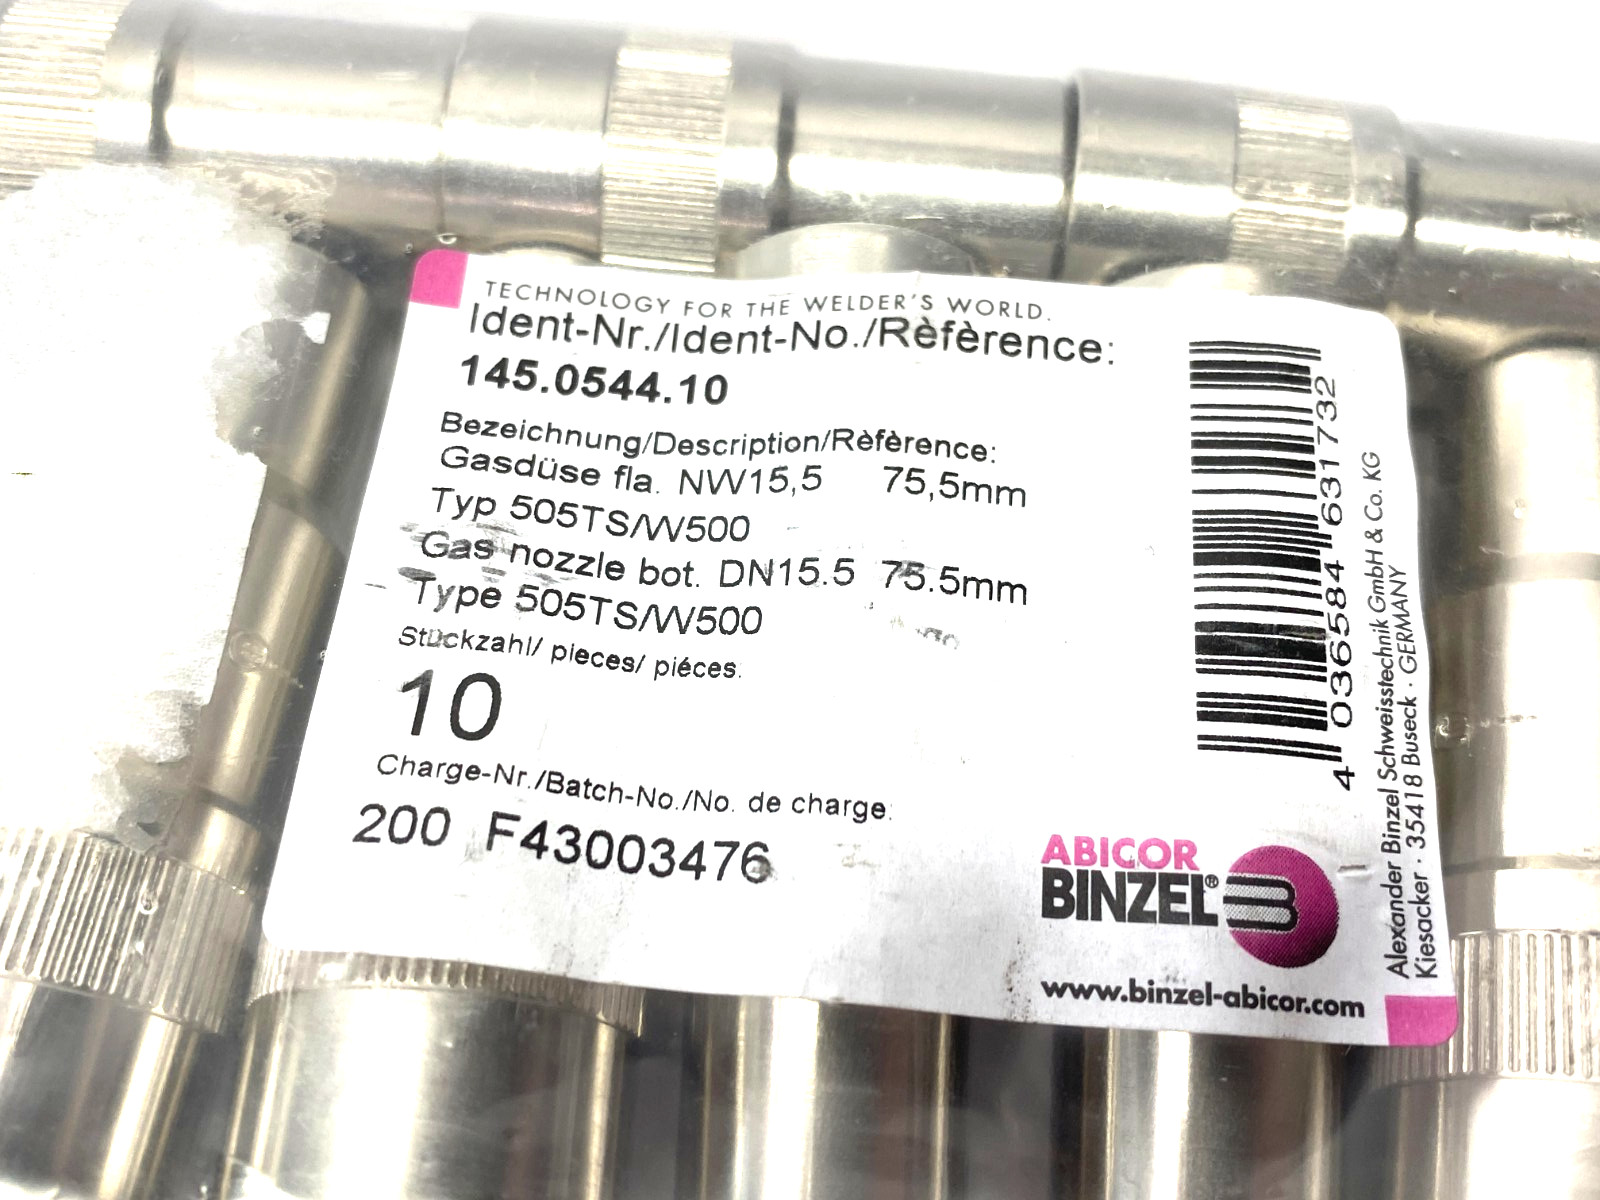 TECHNOLOGY FOR THE WELDER'S WORLD.
Ident-Nr./Ident-No./Rèfèrence:
145.0544.10
Bezeichnung/Description/Rèfèrence:
Gasdüse fla. NW15,5 75,5mm
Typ 505TS/W500
Gas nozzle bot. DN15.5 75.5mm
Type 505TS/W500
Stückzahl/ pieces/ piéces:
10
Charge-Nr./Batch-No./No. de charge:
200 F43003476
4 036584 631732
Alexander Binzel Schweisstechnik GmbH & Co. KG
Kiesacker · 35418 Buseck · GERMANY
ABICOR
BINZEL®
www.binzel-abicor.com